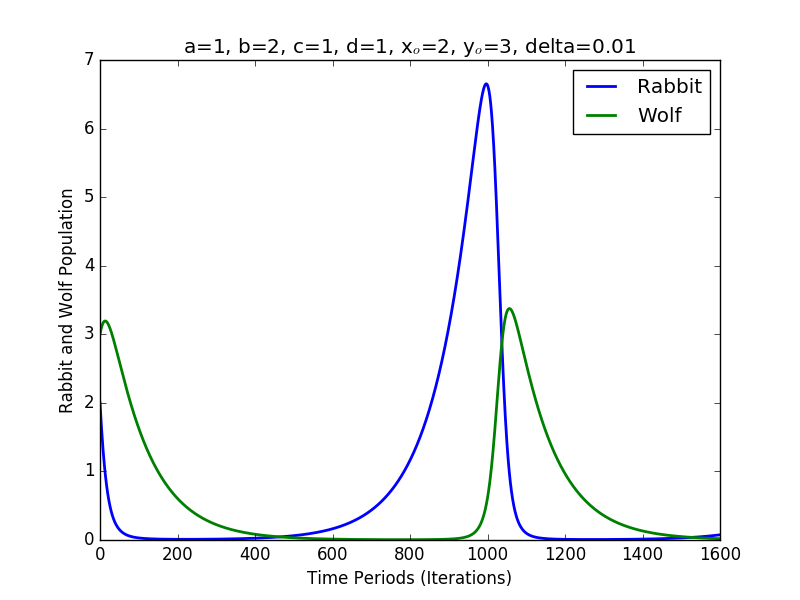 a=1, b=2, c=1, d=1, xₒ=2, yₒ=3, delta=0.01
7
6
5
4
3
2
1
0
Rabbit and Wolf Population
Rabbit
Wolf
0 200 400 600 800 1000 1200 1400 1600
Time Periods (Iterations)